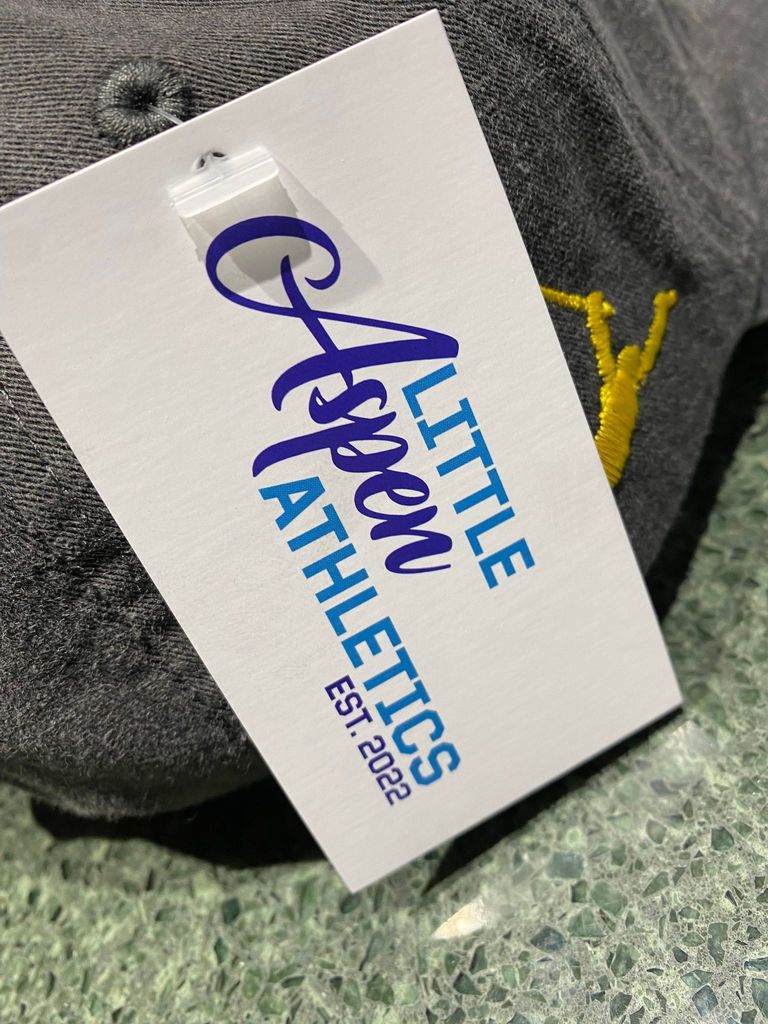 LITTLE
Aspen
ATHLETICS
EST. 2022